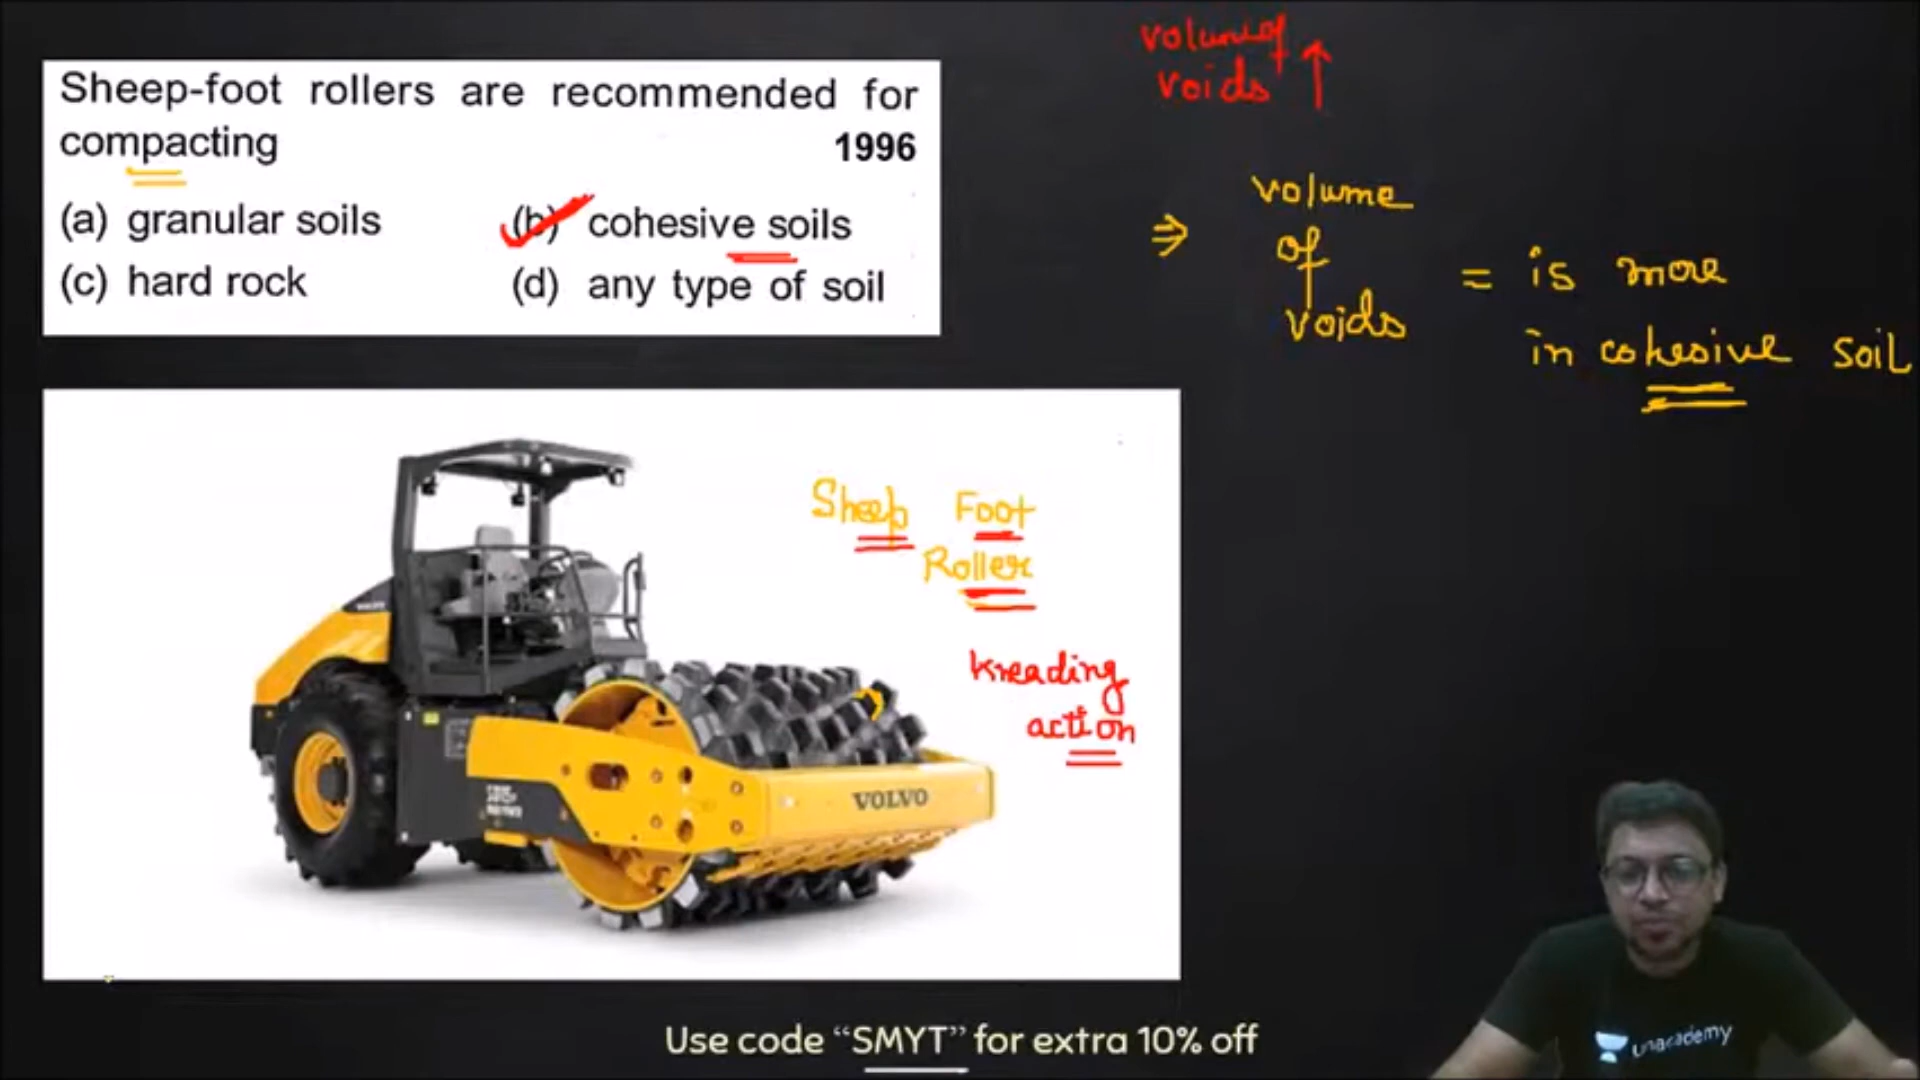 Sheep-foot rollers are recommended for
compacting 1996
(a) granular soils (b) cohesive soils
(c) hard rock (d) any type of soil
volume of
voids ↑
⇒ volume
of
voids = is more
in cohesive soil
Sheep Foot
Roller
kneading
action
VOLVO
unacademy
Use code “SMYT” for extra 10% off